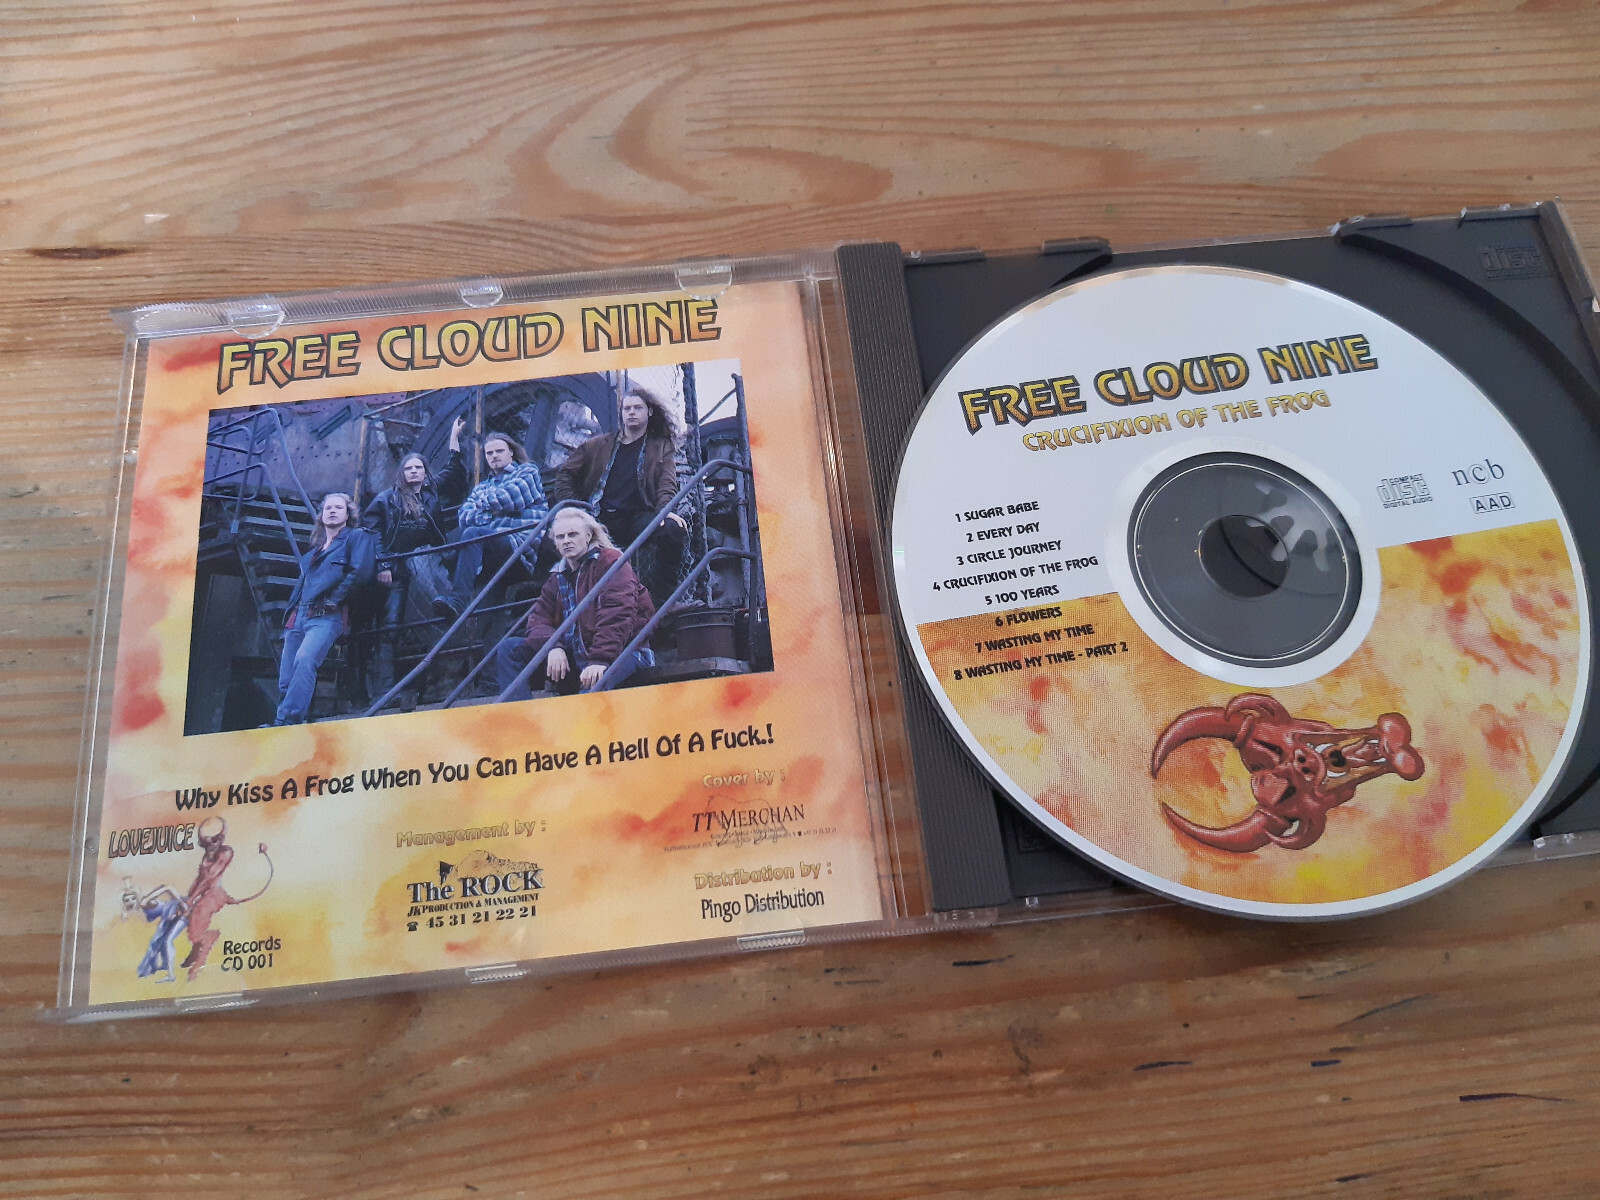 FREE CLOUD NINE
Why Kiss A Frog When You Can Have A Hell Of A Fuck.!
LOVEJUICE
Records
CD 001
Management by :
The ROCK
JK PRODUCTION & MANAGEMENT
☎ 45 31 21 22 21
Cover by :
TT MERCHAN
Distribution by :
Pingo Distribution
FREE CLOUD NINE
CRUCIFIXION OF THE FROG
1 SUGAR BABE
2 EVERY DAY
3 CIRCLE JOURNEY
4 CRUCIFIXION OF THE FROG
5 100 YEARS
6 FLOWERS
7 WASTING MY TIME
8 WASTING MY TIME - PART 2
COMPACT
disc
DIGITAL AUDIO
ncb
AAD
disc